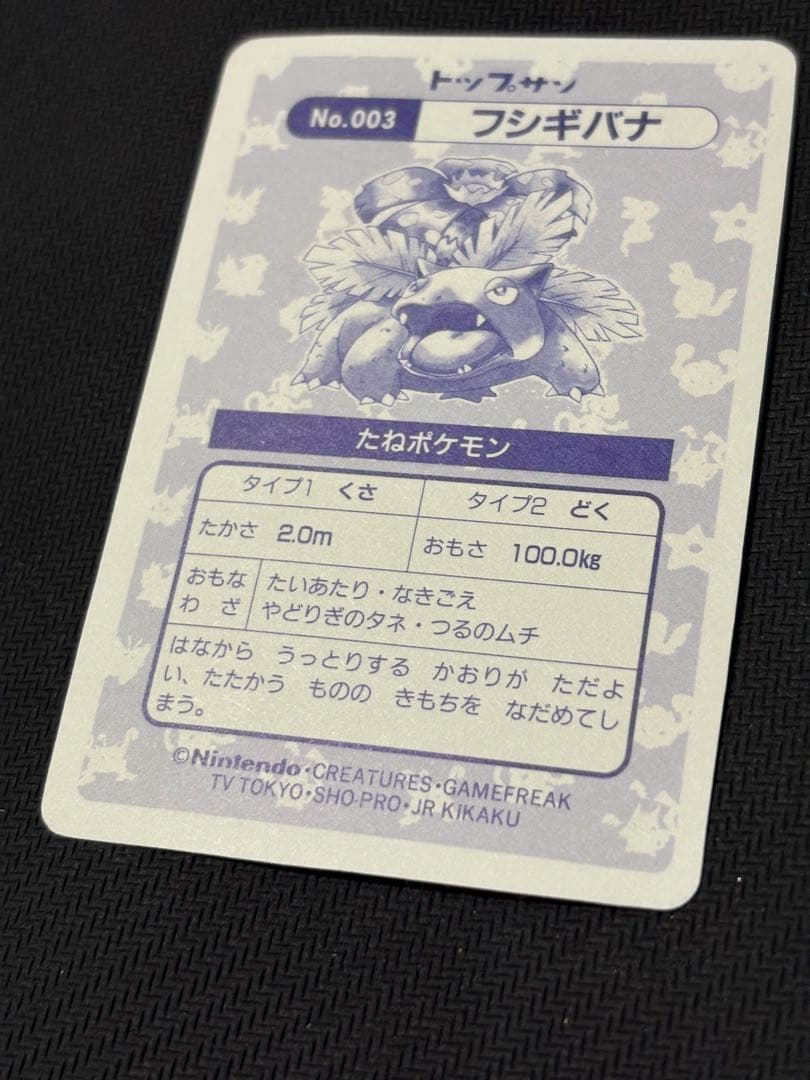 トップサン
No.003 フシギバナ
たねポケモン
タイプ1 くさ タイプ2 どく
たかさ 2.0m おもさ 100.0kg
おもな たいあたり・なきごえ
わ ざ やどりぎのタネ・つるのムチ
はなから うっとりする かおりが ただよ
い、たたかう ものの きもちを なだめてし
まう。
©Nintendo・CREATURES・GAMEFREAK
TV TOKYO・SHO-PRO・JR KIKAKU